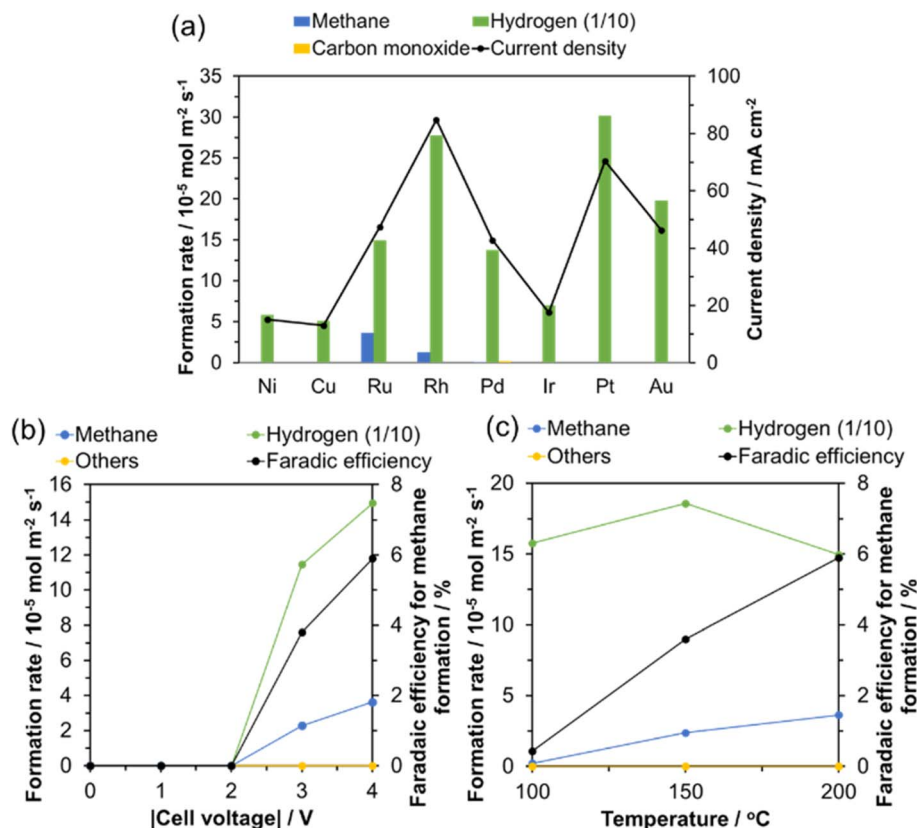 (a)
Methane
Hydrogen (1/10)
Carbon monoxide
Current density
35
30
25
20
15
10
5
0
Formation rate / 10⁻⁵ mol m⁻² s⁻¹
100
80
60
40
20
0
Current density / mA cm⁻²
Ni Cu Ru Rh Pd Ir Pt Au
(b)
Methane
Hydrogen (1/10)
Others
Faradic efficiency
16
14
12
10
8
6
4
2
0
Formation rate / 10⁻⁵ mol m⁻² s⁻¹
8
6
4
2
0
Faradaic efficiency for methane
formation / %
0 1 2 3 4
|Cell voltage| / V
(c)
Methane
Hydrogen (1/10)
Others
Faradic efficiency
20
15
10
5
0
Formation rate / 10⁻⁵ mol m⁻² s⁻¹
8
6
4
2
0
Faradaic efficiency for methane
formation / %
100 150 200
Temperature / °C